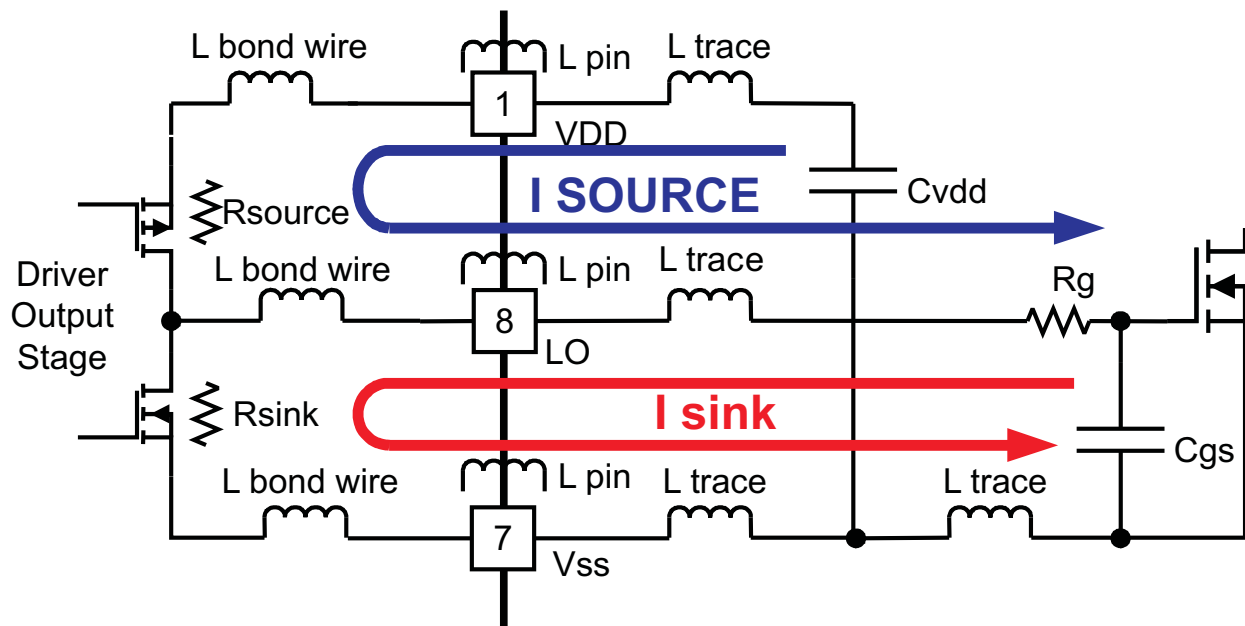 L bond wire
L pin
L trace
1
VDD
I SOURCE
Cvdd
Rsource
L bond wire
L pin
L trace
Rg
Driver
Output
Stage
8
LO
I sink
Rsink
Cgs
L bond wire
L pin
L trace
L trace
7
Vss